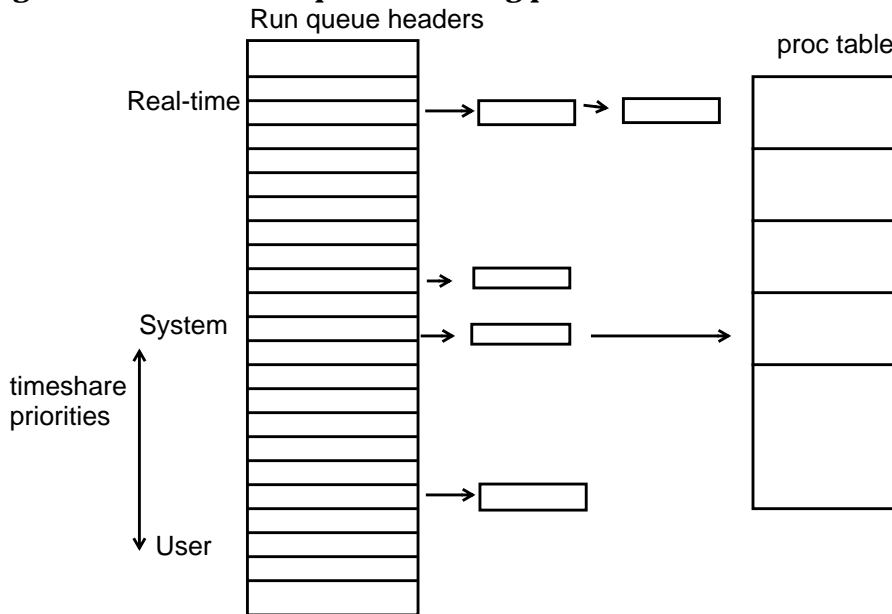 Run queue headers
proc table
Real-time
System
timeshare
priorities
User